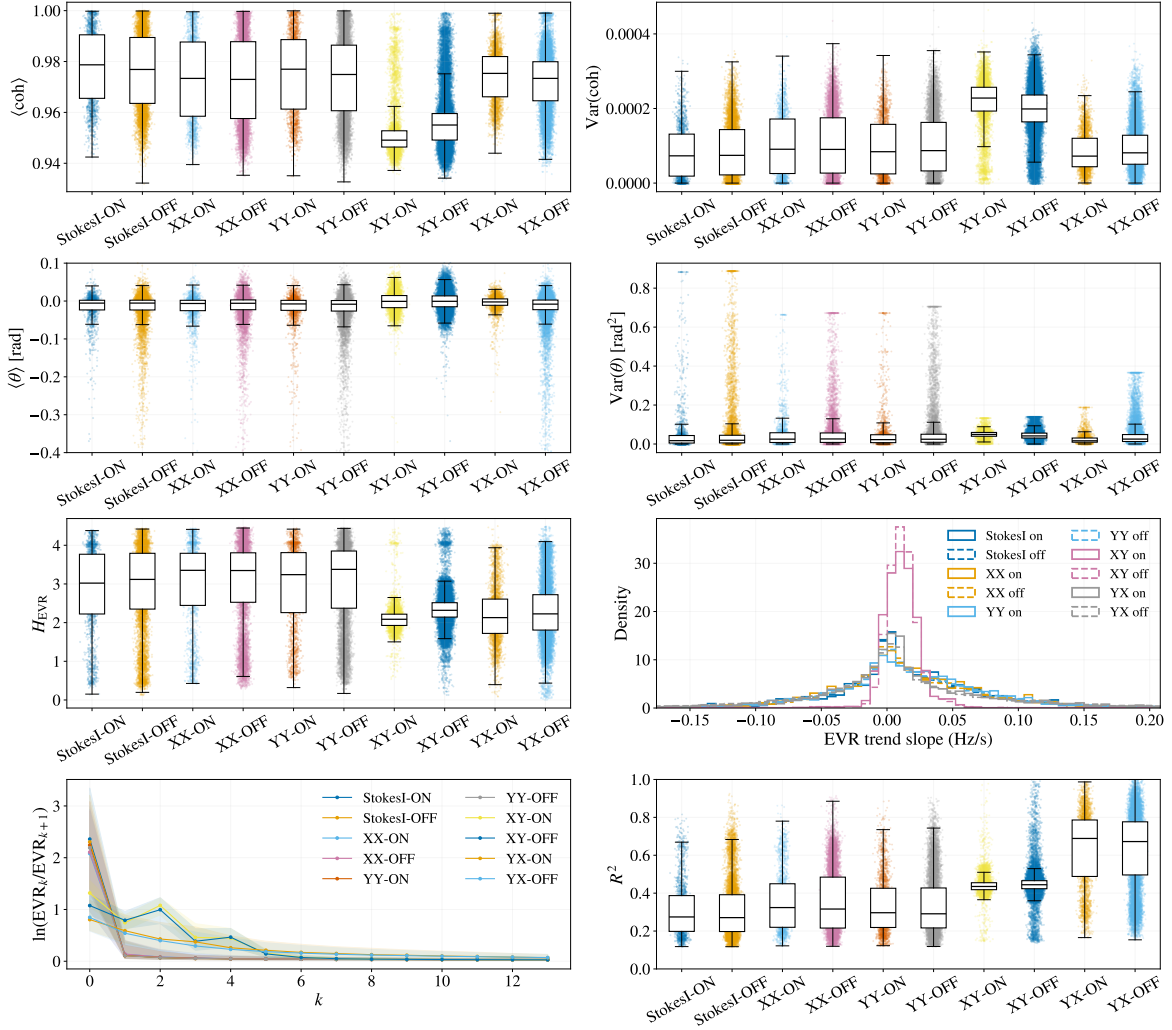 ⟨coh⟩
1.00
0.98
0.96
0.94
StokesI-ON
StokesI-OFF
XX-ON
XX-OFF
YY-ON
YY-OFF
XY-ON
XY-OFF
YX-ON
YX-OFF
Var(coh)
0.0004
0.0002
0.0000
StokesI-ON
StokesI-OFF
XX-ON
XX-OFF
YY-ON
YY-OFF
XY-ON
XY-OFF
YX-ON
YX-OFF
⟨θ⟩ [rad]
0.1
0.0
−0.1
−0.2
−0.3
−0.4
StokesI-ON
StokesI-OFF
XX-ON
XX-OFF
YY-ON
YY-OFF
XY-ON
XY-OFF
YX-ON
YX-OFF
Var(θ) [rad²]
0.8
0.6
0.4
0.2
0.0
StokesI-ON
StokesI-OFF
XX-ON
XX-OFF
YY-ON
YY-OFF
XY-ON
XY-OFF
YX-ON
YX-OFF
H_EVR
4
3
2
1
0
StokesI-ON
StokesI-OFF
XX-ON
XX-OFF
YY-ON
YY-OFF
XY-ON
XY-OFF
YX-ON
YX-OFF
Density
30
20
10
0
StokesI on
StokesI off
XX on
XX off
YY on
YY off
XY on
XY off
YX on
YX off
−0.15
−0.10
−0.05
0.00
0.05
0.10
0.15
0.20
EVR trend slope (Hz/s)
ln(EVR_k/EVR_{k+1})
3
2
1
0
StokesI-ON
StokesI-OFF
XX-ON
XX-OFF
YY-ON
YY-OFF
XY-ON
XY-OFF
YX-ON
YX-OFF
0
2
4
6
8
10
12
k
R²
1.0
0.8
0.6
0.4
0.2
0.0
StokesI-ON
StokesI-OFF
XX-ON
XX-OFF
YY-ON
YY-OFF
XY-ON
XY-OFF
YX-ON
YX-OFF